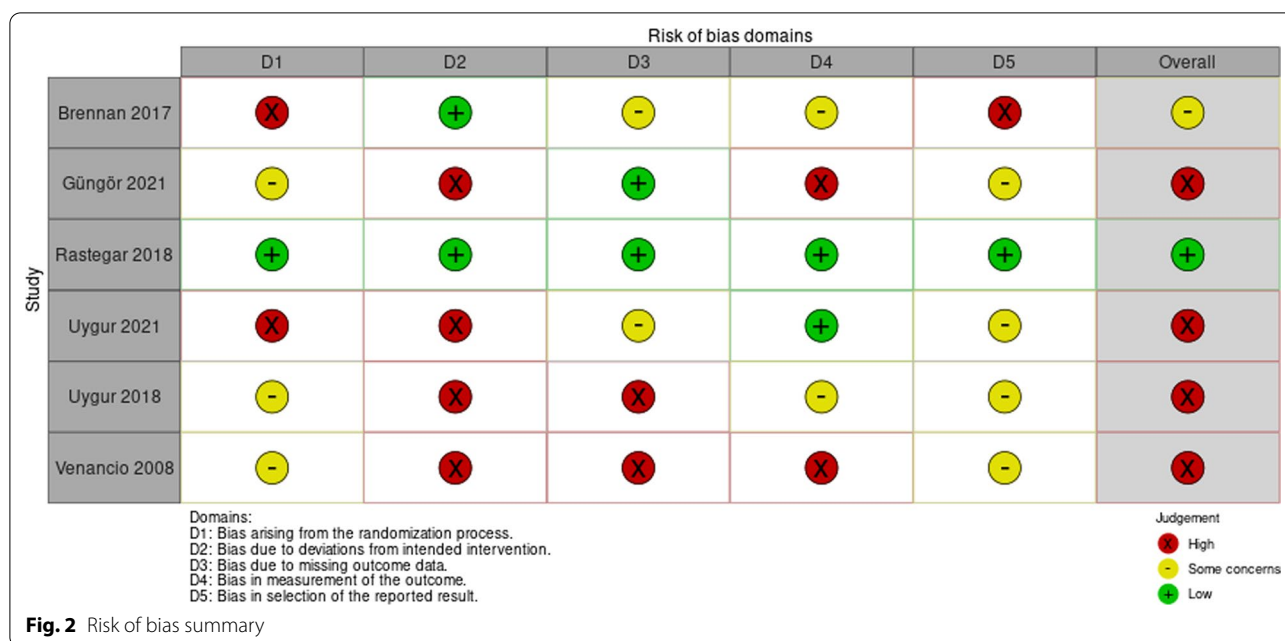 Risk of bias domains
D1 D2 D3 D4 D5 Overall
Study
Brennan 2017 X + - - X -
Güngör 2021 - X + X - X
Rastegar 2018 + + + + + +
Uygur 2021 X X - + - X
Uygur 2018 - X X - - X
Venancio 2008 - X X X - X
Domains:
D1: Bias arising from the randomization process.
D2: Bias due to deviations from intended intervention.
D3: Bias due to missing outcome data.
D4: Bias in measurement of the outcome.
D5: Bias in selection of the reported result.
Judgement
X High
- Some concerns
+ Low
Fig. 2 Risk of bias summary